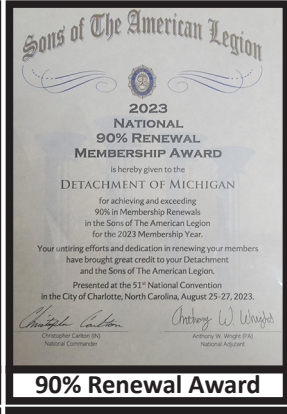 Sons of The American Legion
2023
NATIONAL
90% RENEWAL
MEMBERSHIP AWARD
is hereby given to the
DETACHMENT OF MICHIGAN
for achieving and exceeding
90% in Membership Renewals
in the Sons of The American Legion
for the 2023 Membership Year.
Your untiring efforts and dedication in renewing your members
have brought great credit to your Detachment
and the Sons of The American Legion.
Presented at the 51st National Convention
in the City of Charlotte, North Carolina, August 25-27, 2023.
Christopher Carlton Anthony W. Wright
Christopher Carlton (IN) Anthony W. Wright (PA)
National Commander National Adjutant
90% Renewal Award